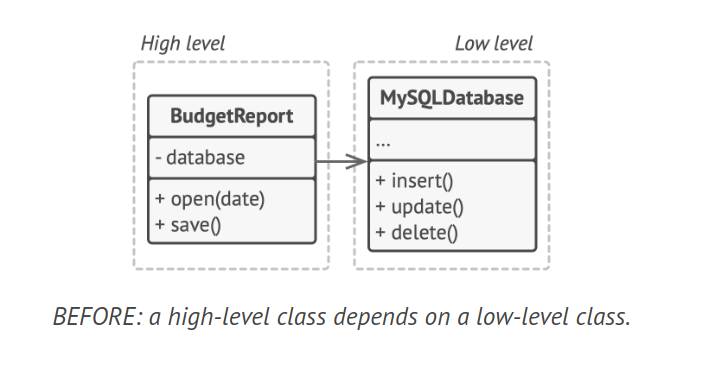 High level
Low level
BudgetReport
- database
+ open(date)
+ save()
MySQLDatabase
...
+ insert()
+ update()
+ delete()
BEFORE: a high-level class depends on a low-level class.